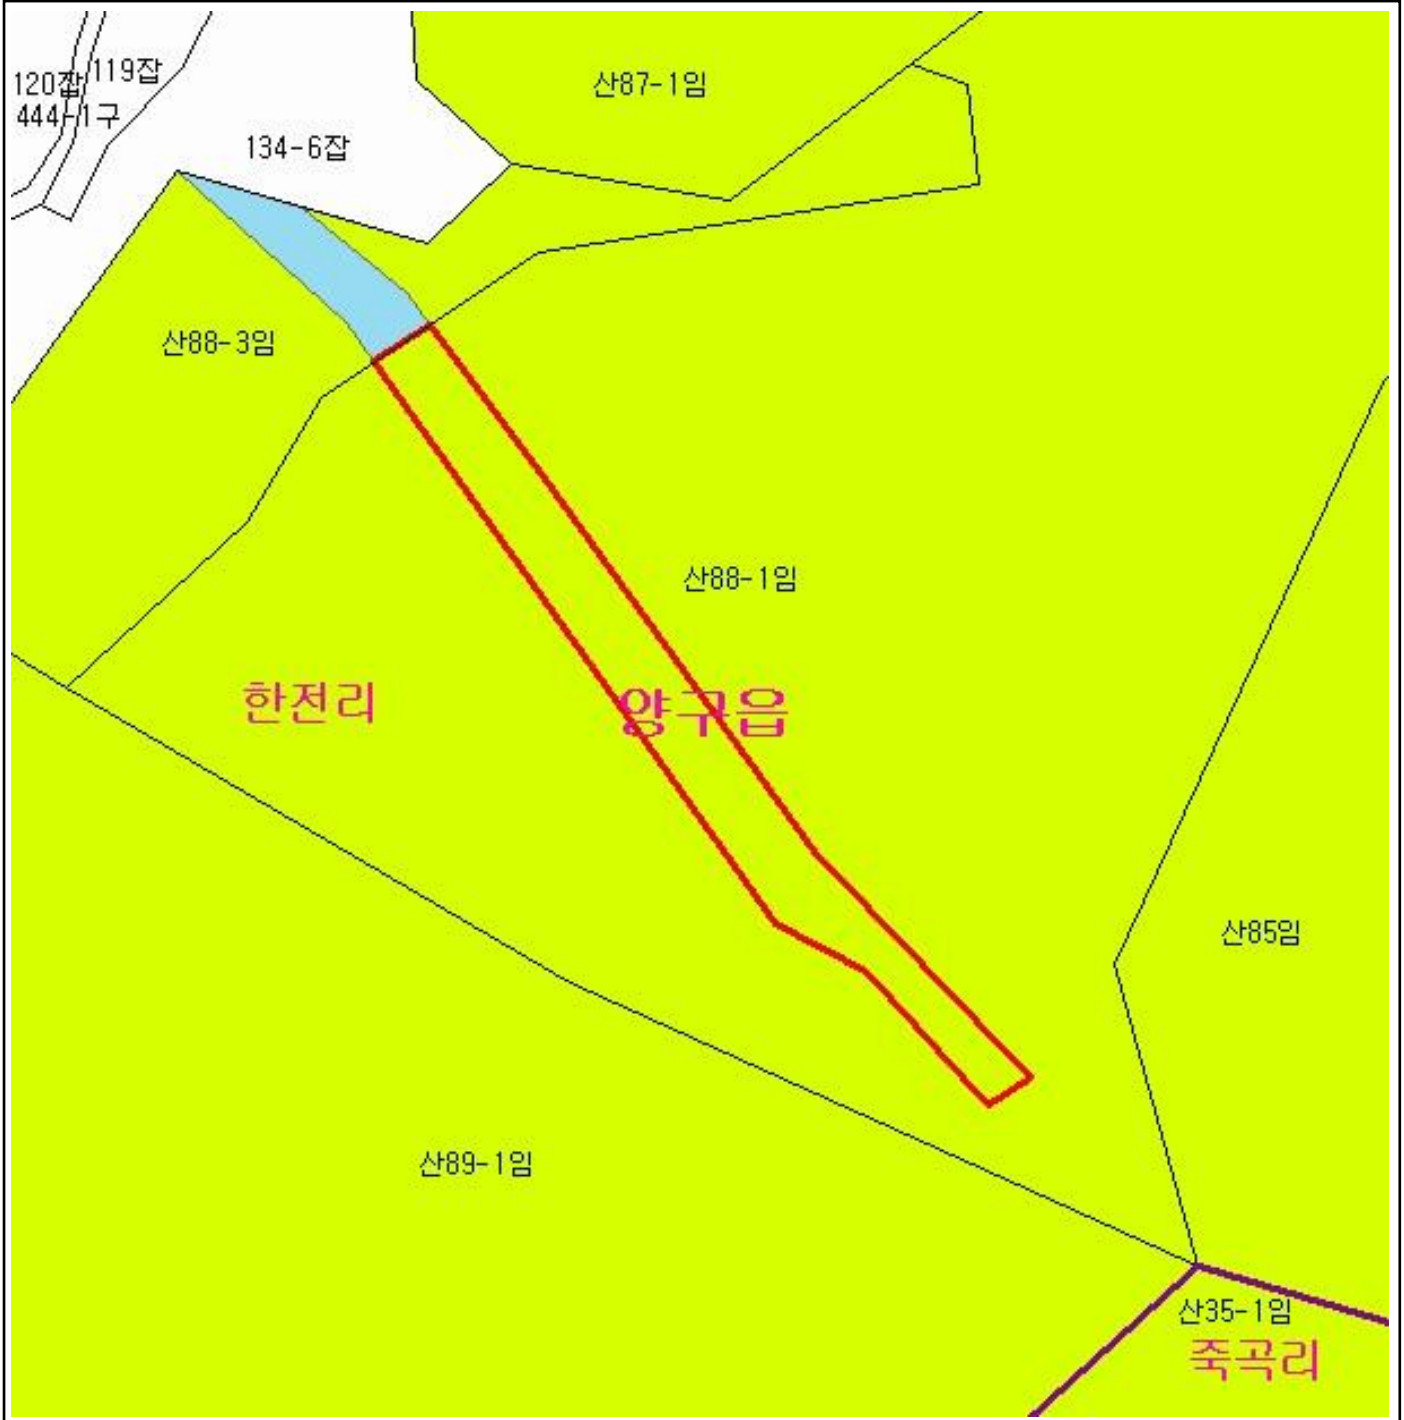 산87-1임
120잡
119잡
444-1구
134-6잡
산88-3임
산88-1임
한전리
양구읍
산85임
산89-1임
산35-1임
죽곡리